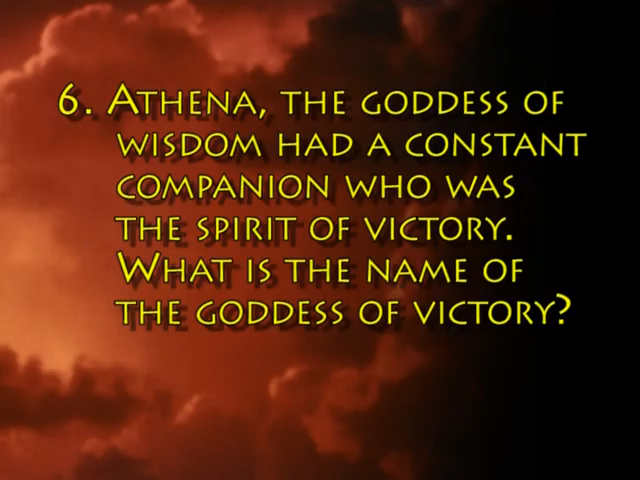 6. Athena, the goddess of
wisdom had a constant
companion who was
the spirit of victory.
What is the name of
the goddess of victory?